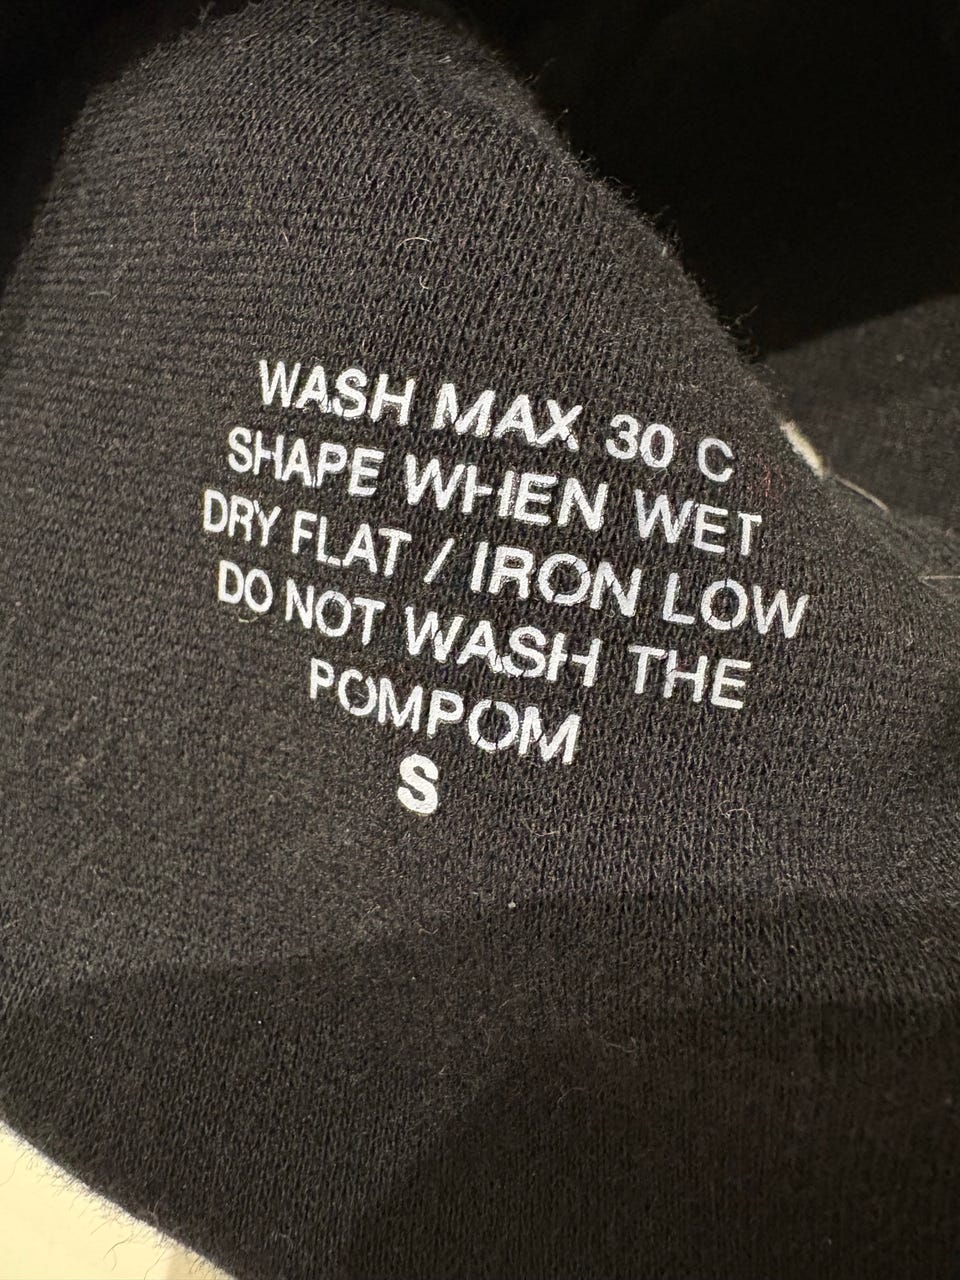 WASH MAX 30 C
SHAPE WHEN WET
DRY FLAT / IRON LOW
DO NOT WASH THE
POMPOM
S